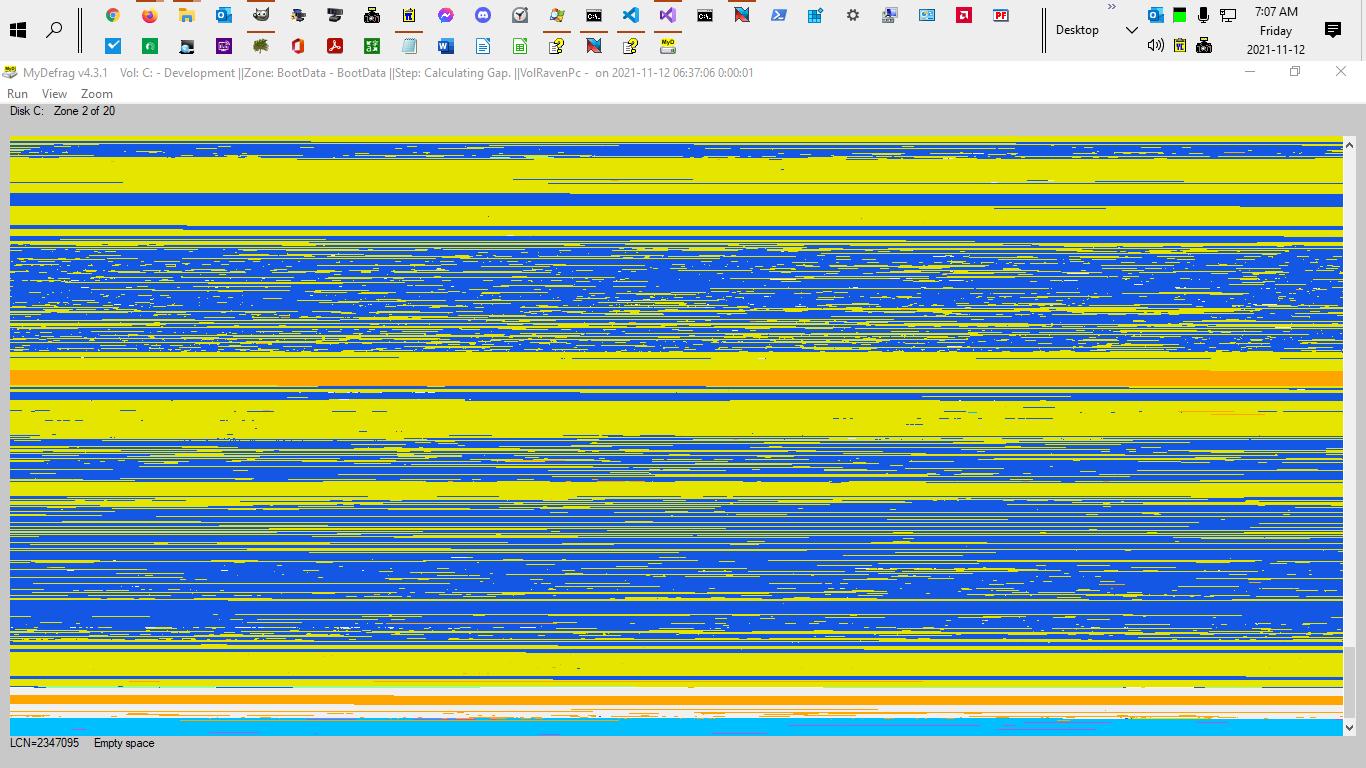 7:07 AM
Desktop
Friday
2021-11-12
MyDefrag v4.3.1 Vol: C: - Development ||Zone: BootData - BootData ||Step: Calculating Gap. ||VolRavenPc - on 2021-11-12 06:37:06 0:00:01
Run View Zoom
Disk C: Zone 2 of 20
LCN=2347095 Empty space